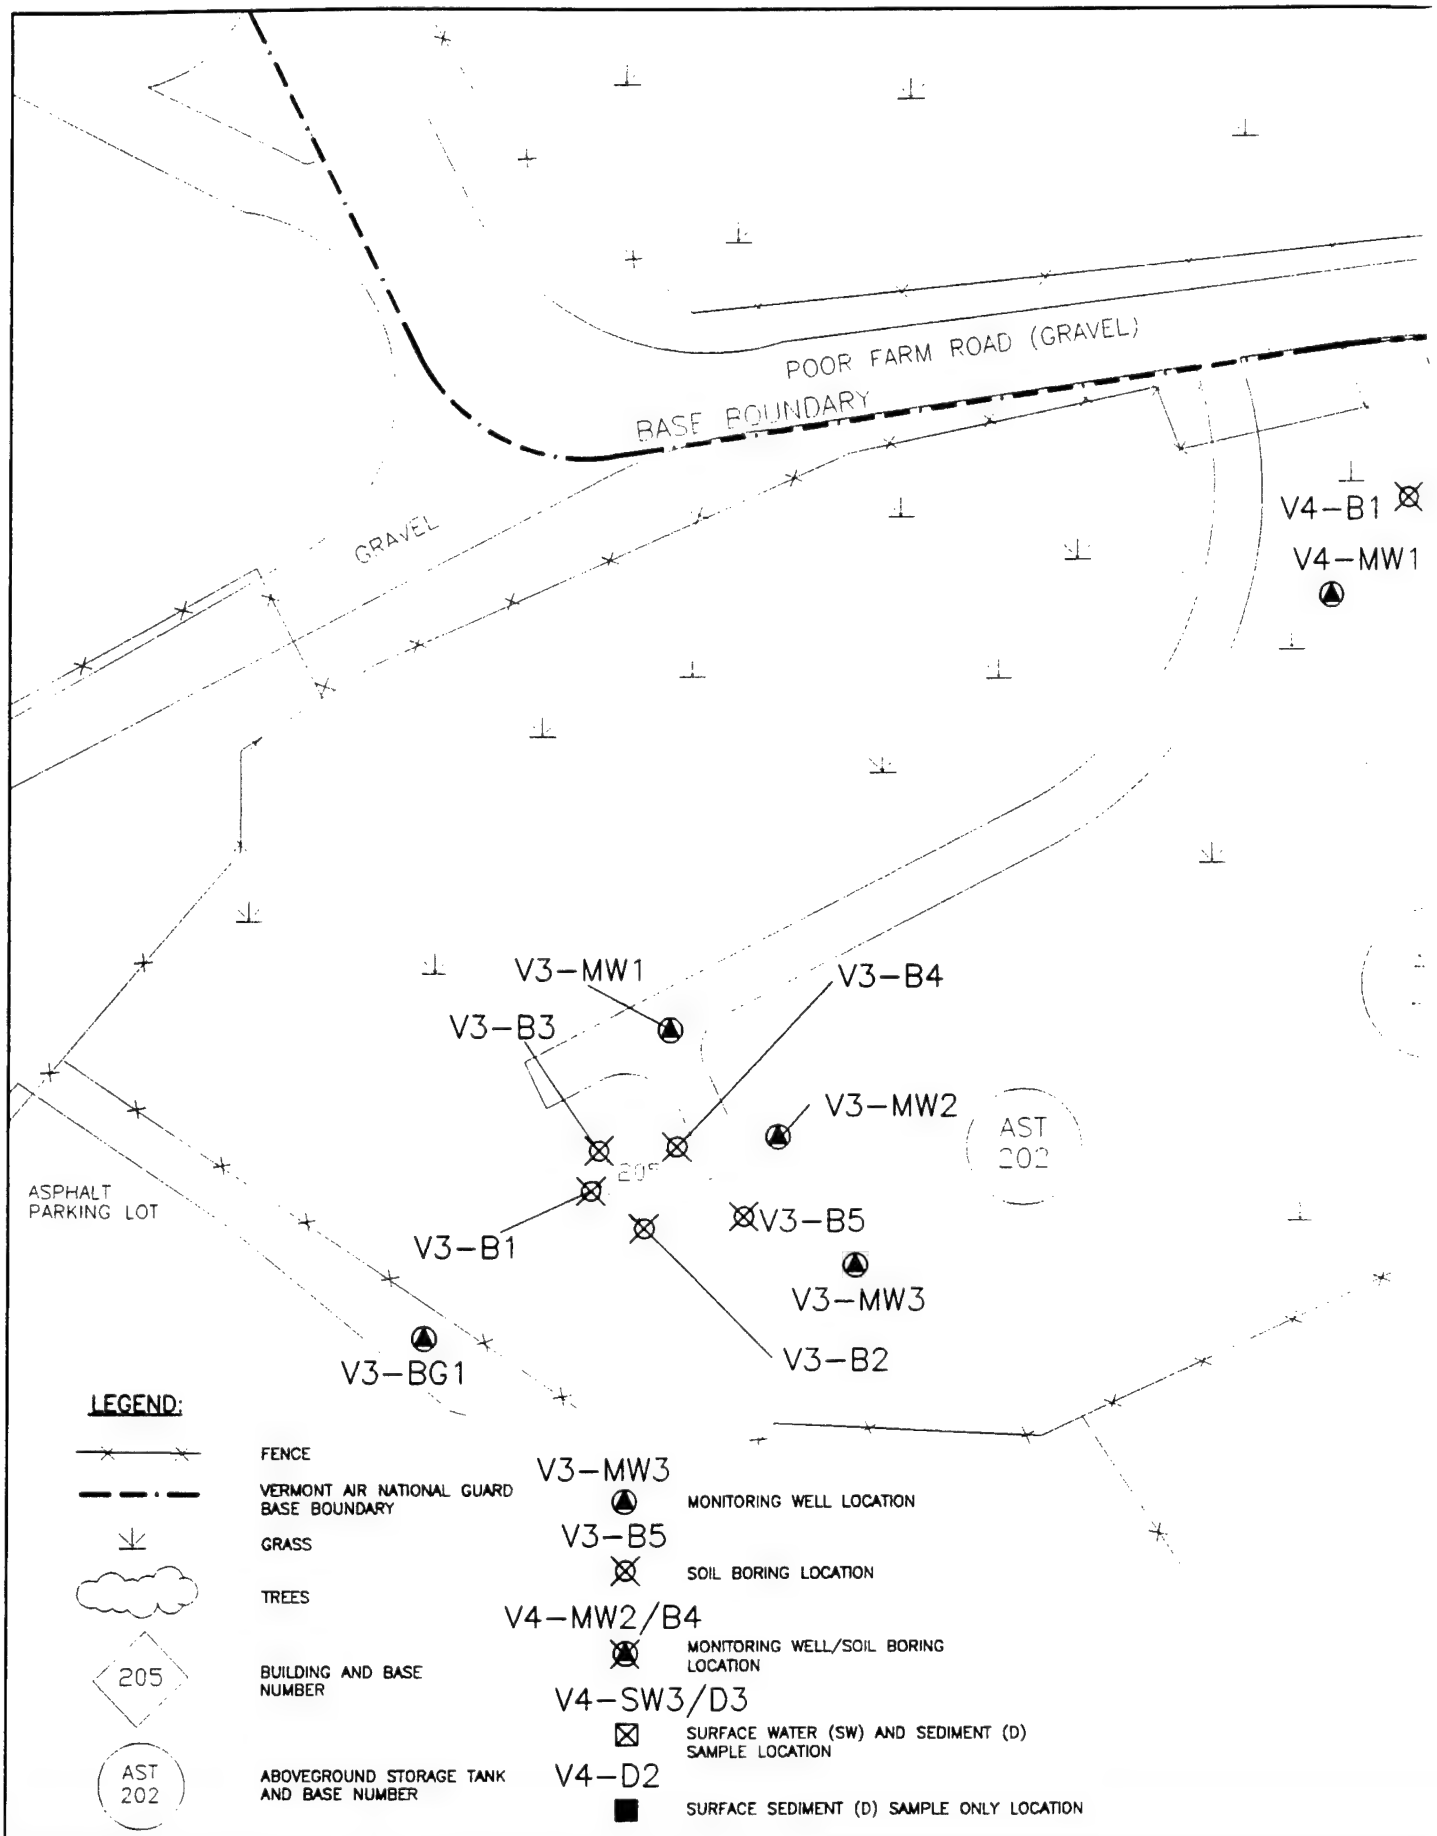 POOR FARM ROAD (GRAVEL)
BASE BOUNDARY
GRAVEL
V4-B1
V4-MW1
V3-MW1
V3-B4
V3-B3
V3-MW2
AST
202
205
ASPHALT
PARKING LOT
V3-B5
V3-B1
V3-MW3
V3-B2
V3-BG1
LEGEND:
FENCE
VERMONT AIR NATIONAL GUARD
BASE BOUNDARY
GRASS
TREES
205
BUILDING AND BASE
NUMBER
AST
202
ABOVEGROUND STORAGE TANK
AND BASE NUMBER
V3-MW3
MONITORING WELL LOCATION
V3-B5
SOIL BORING LOCATION
V4-MW2/B4
MONITORING WELL/SOIL BORING
LOCATION
V4-SW3/D3
SURFACE WATER (SW) AND SEDIMENT (D)
SAMPLE LOCATION
V4-D2
SURFACE SEDIMENT (D) SAMPLE ONLY LOCATION